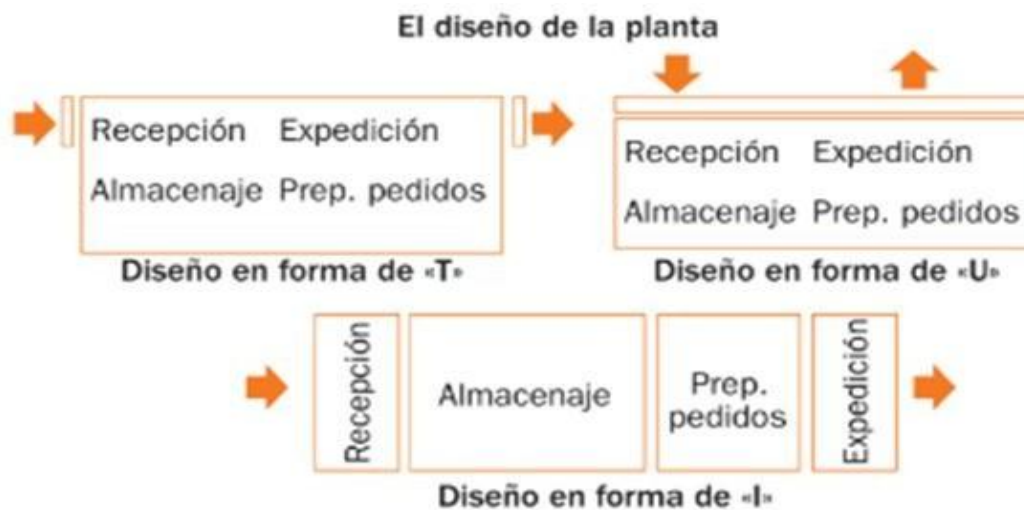 El diseño de la planta
Recepción Expedición
Almacenaje Prep. pedidos
Diseño en forma de «T»
Recepción Expedición
Almacenaje Prep. pedidos
Diseño en forma de «U»
Recepción
Almacenaje
Prep.
pedidos
Expedición
Diseño en forma de «I»